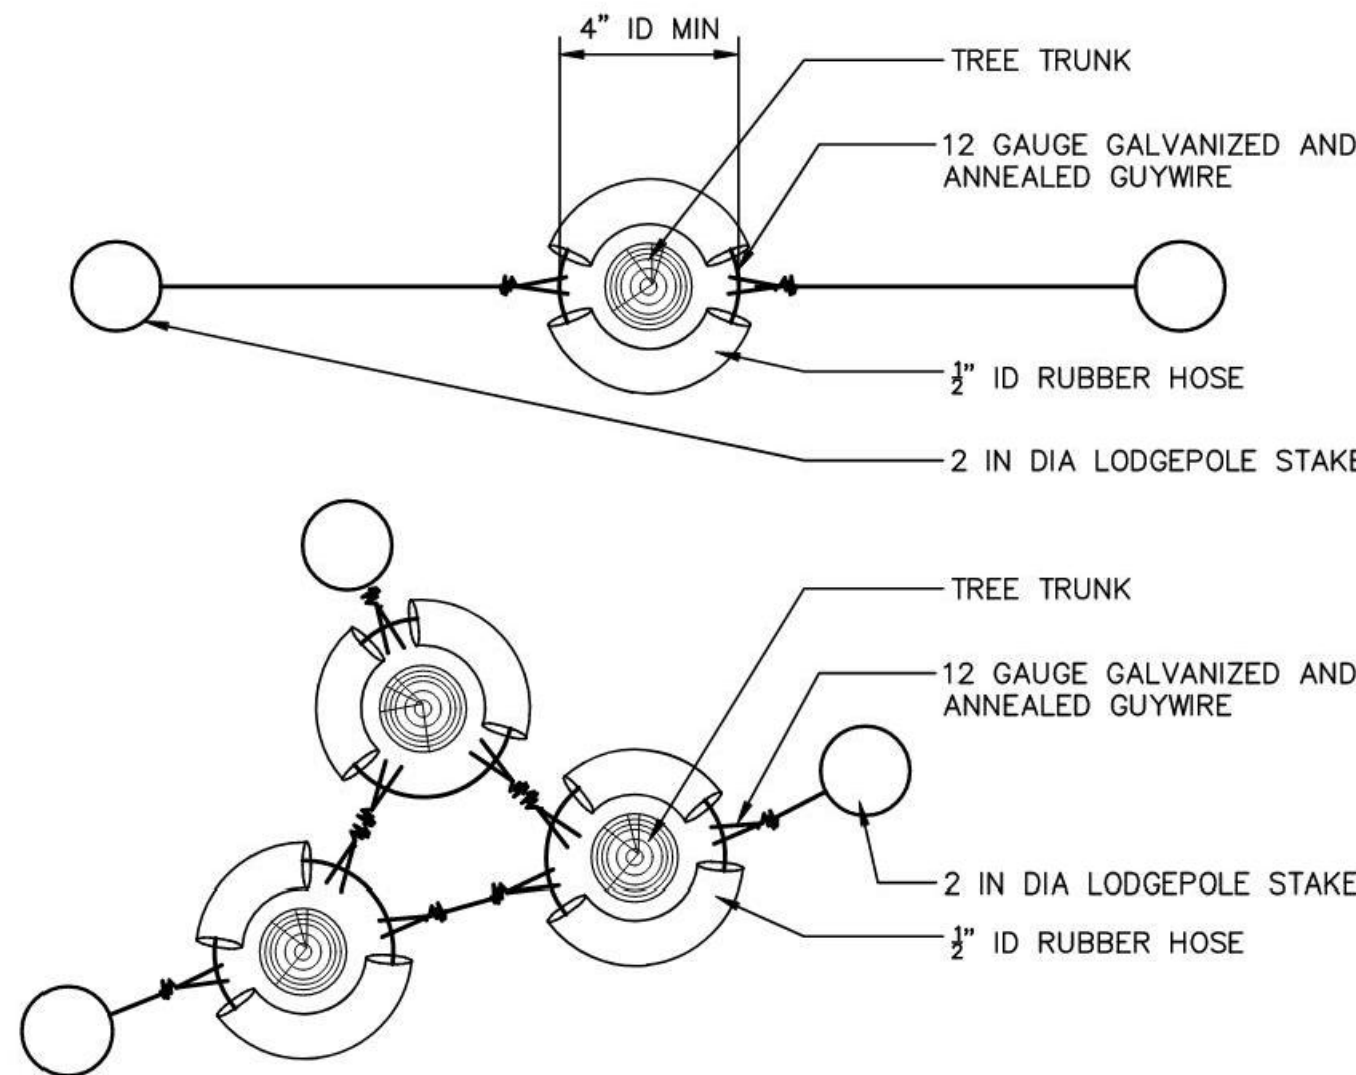 4" ID MIN
TREE TRUNK
12 GAUGE GALVANIZED AND
ANNEALED GUYWIRE
½" ID RUBBER HOSE
2 IN DIA LODGEPOLE STAKE
TREE TRUNK
12 GAUGE GALVANIZED AND
ANNEALED GUYWIRE
2 IN DIA LODGEPOLE STAKE
½" ID RUBBER HOSE